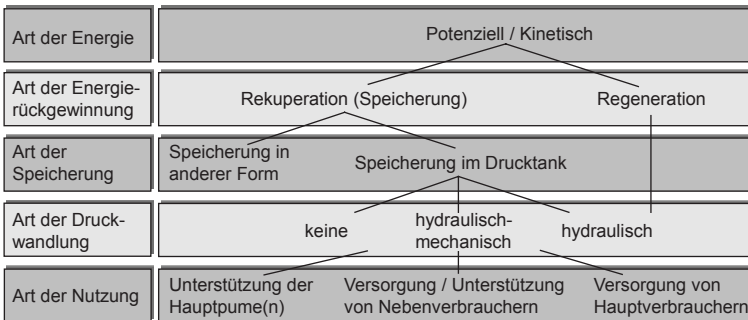 Art der Energie
Potenziell / Kinetisch
Art der Energie-
rückgewinnung
Rekuperation (Speicherung)
Regeneration
Art der
Speicherung
Speicherung in
anderer Form
Speicherung im Drucktank
Art der Druck-
wandlung
keine
hydraulisch-
mechanisch
hydraulisch
Art der Nutzung
Unterstützung der
Hauptpume(n)
Versorgung / Unterstützung
von Nebenverbrauchern
Versorgung von
Hauptverbrauchern